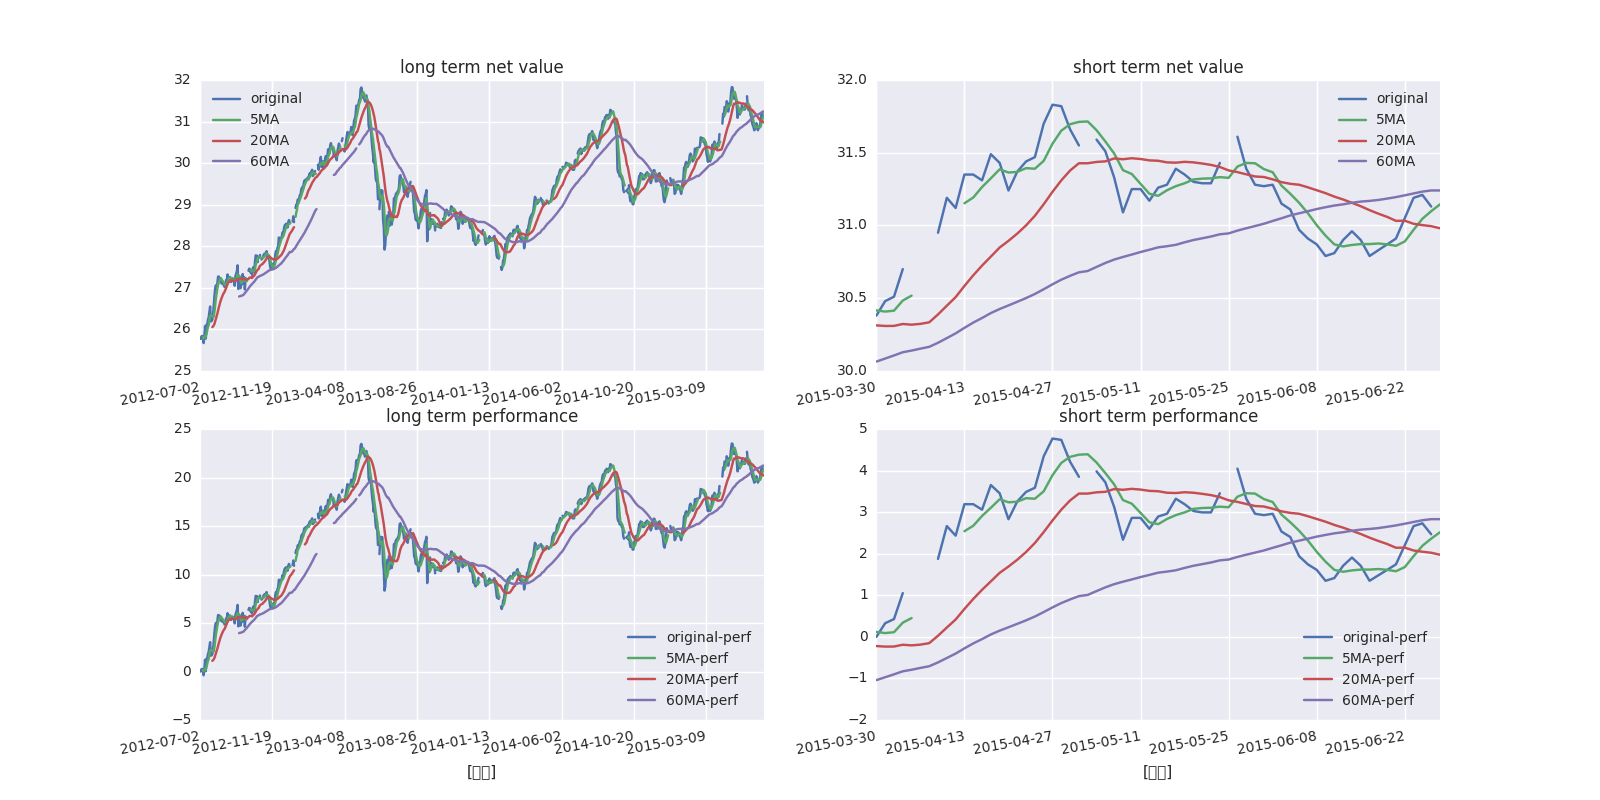 long term net value
32
31
30
29
28
27
26
25
original
5MA
20MA
60MA
2012-07-02 2012-11-19 2013-04-08 2013-08-26 2014-01-13 2014-06-02 2014-10-20 2015-03-09
short term net value
32.0
31.5
31.0
30.5
30.0
original
5MA
20MA
60MA
2015-03-30 2015-04-13 2015-04-27 2015-05-11 2015-05-25 2015-06-08 2015-06-22
long term performance
25
20
15
10
5
0
−5
original-perf
5MA-perf
20MA-perf
60MA-perf
2012-07-02 2012-11-19 2013-04-08 2013-08-26 2014-01-13 2014-06-02 2014-10-20 2015-03-09
short term performance
5
4
3
2
1
0
−1
−2
original-perf
5MA-perf
20MA-perf
60MA-perf
2015-03-30 2015-04-13 2015-04-27 2015-05-11 2015-05-25 2015-06-08 2015-06-22